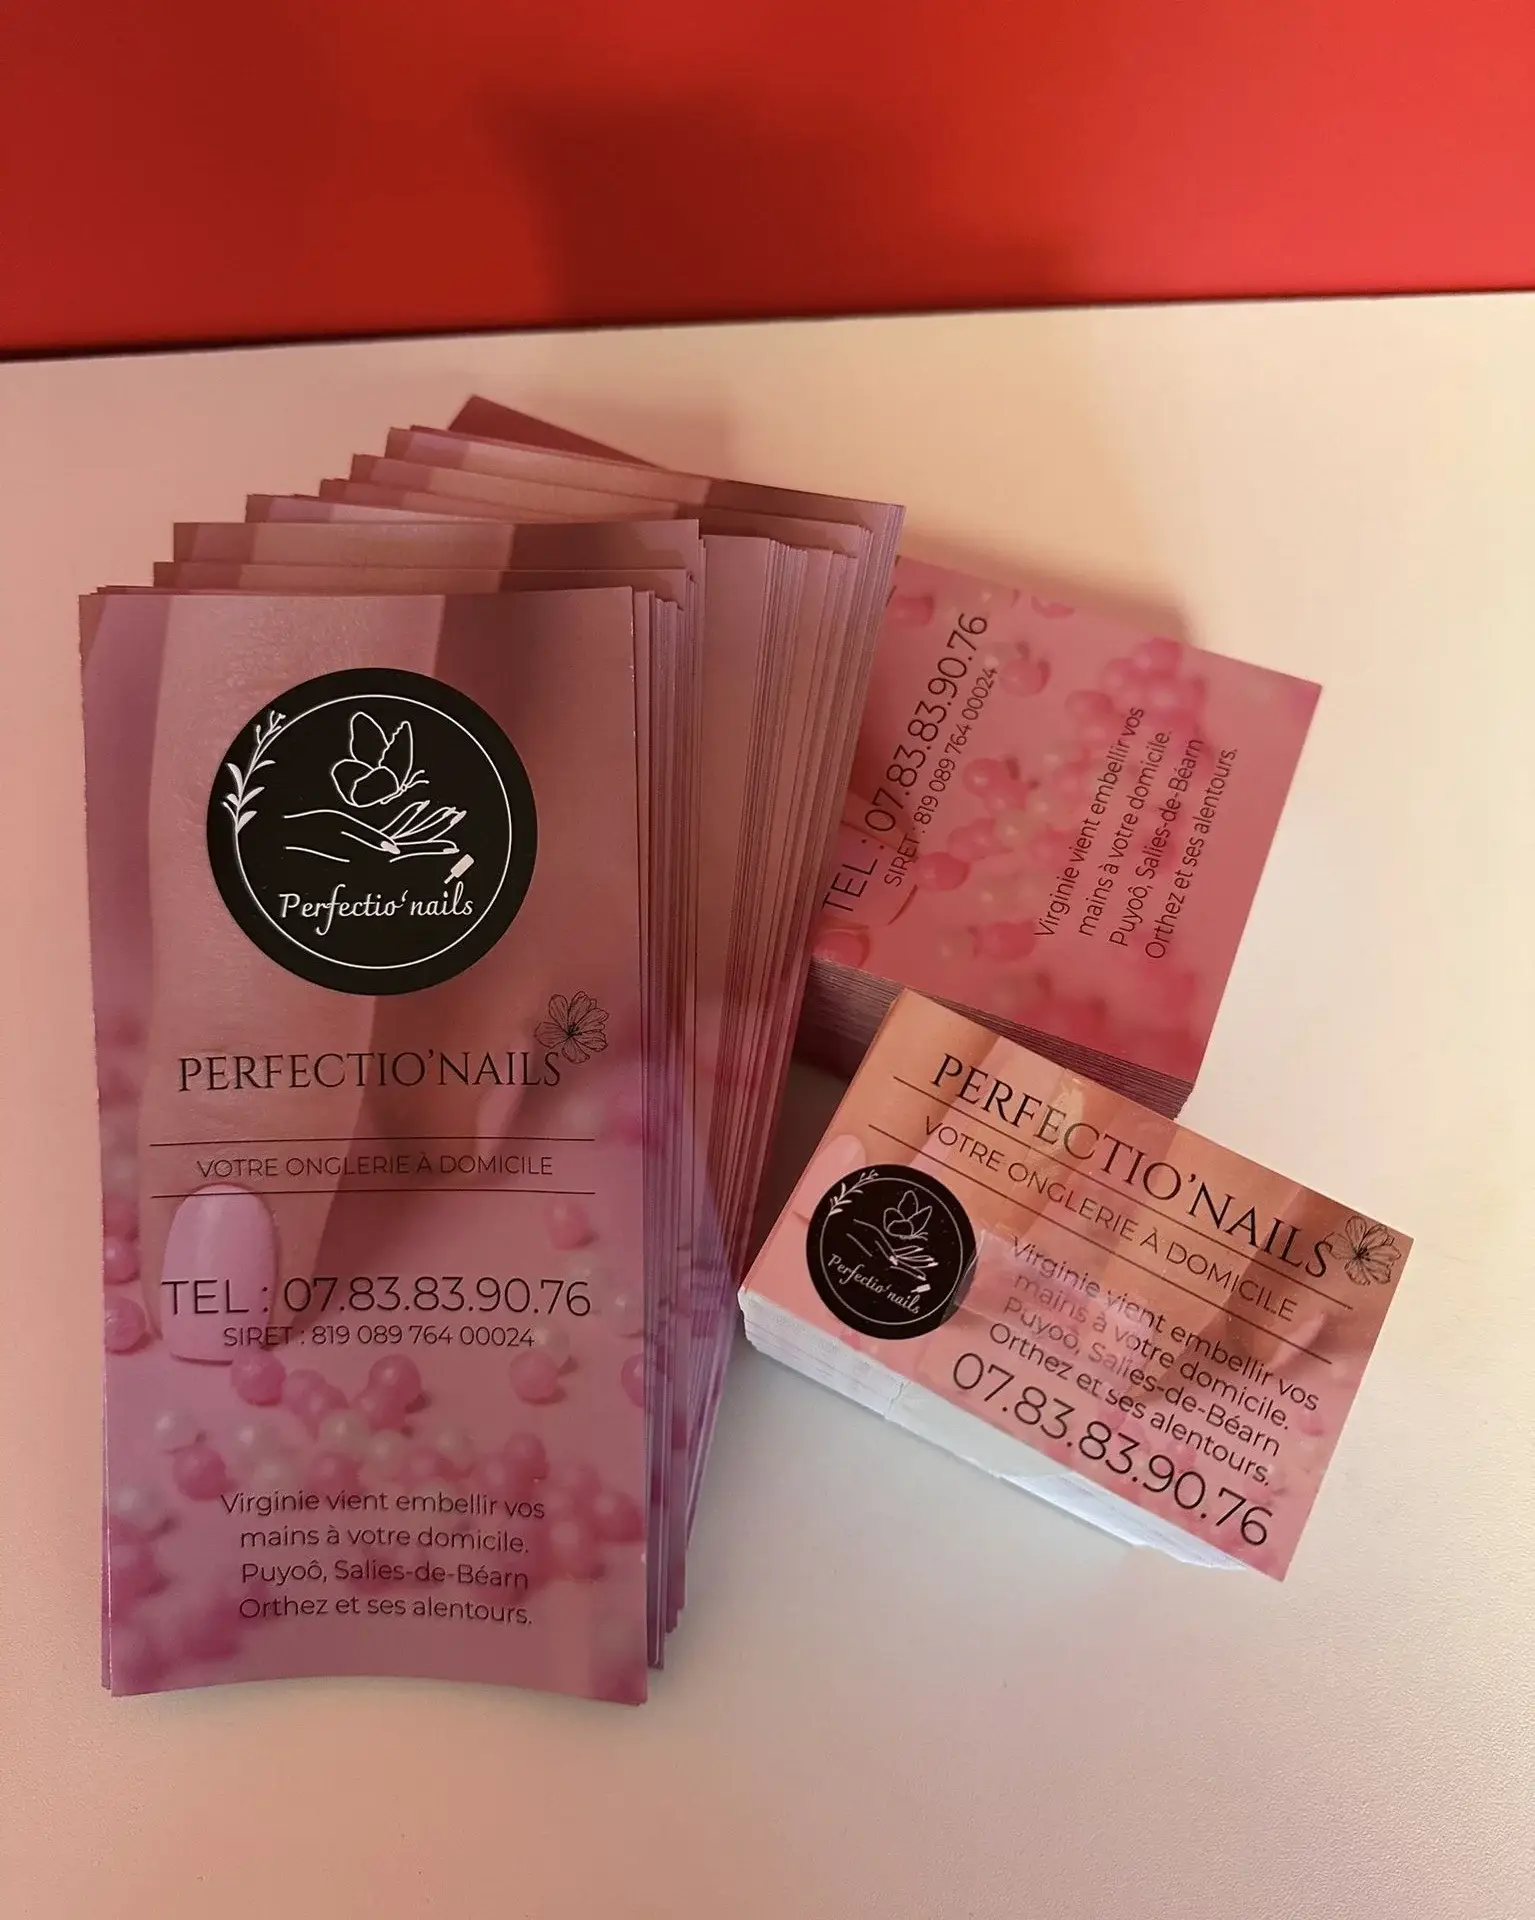 Perfectio'nails
PERFECTIO'NAILS
VOTRE ONGLERIE À DOMICILE
TEL : 07.83.83.90.76
SIRET : 819 089 764 00024
Virginie vient embellir vos
mains à votre domicile.
Puyoô, Salies-de-Béarn
Orthez et ses alentours.
TEL : 07.83.83.90.76
SIRET : 819 089 764 00024
Virginie vient embellir vos
mains à votre domicile.
Puyoô, Salies-de-Béarn
Orthez et ses alentours.
PERFECTIO'NAILS
VOTRE ONGLERIE À DOMICILE
Perfectio'nails
Virginie vient embellir vos
mains à votre domicile.
Puyoô, Salies-de-Béarn
Orthez et ses alentours.
07.83.83.90.76